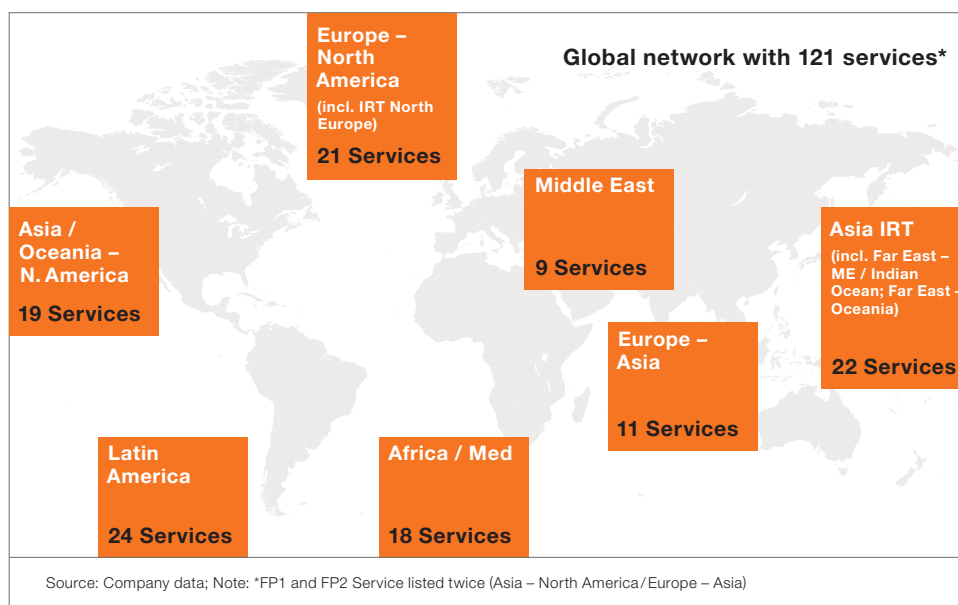 Global network with 121 services*
Europe –
North
America
(incl. IRT North
Europe)
21 Services
Middle East
9 Services
Asia /
Oceania –
N. America
19 Services
Asia IRT
(incl. Far East –
ME / Indian
Ocean; Far East –
Oceania)
22 Services
Europe –
Asia
11 Services
Latin
America
24 Services
Africa / Med
18 Services
Source: Company data; Note: *FP1 and FP2 Service listed twice (Asia – North America / Europe – Asia)